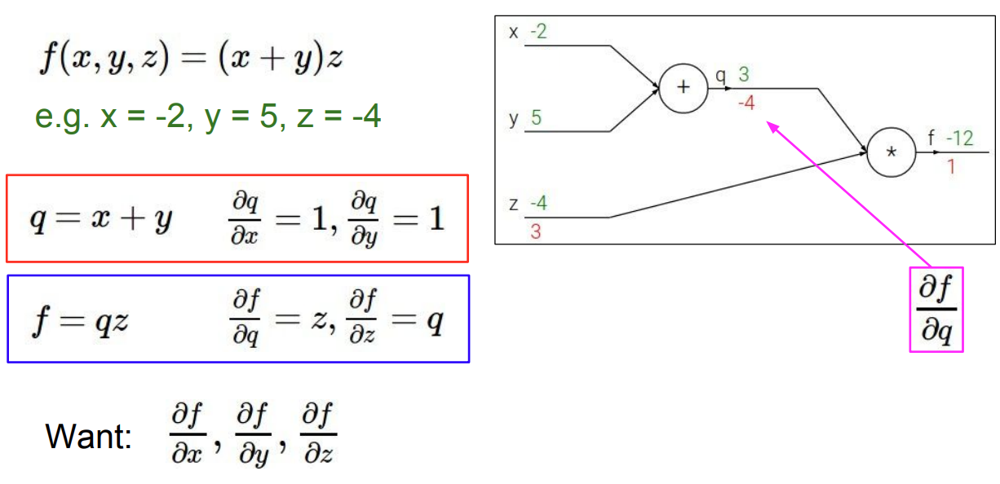 f(x, y, z) = (x + y)z
e.g. x = -2, y = 5, z = -4
q = x + y    ∂q/∂x = 1, ∂q/∂y = 1
f = qz    ∂f/∂q = z, ∂f/∂z = q
Want: ∂f/∂x, ∂f/∂y, ∂f/∂z
x -2
+
q 3
-4
y 5
*
f -12
1
z -4
3
∂f/∂q